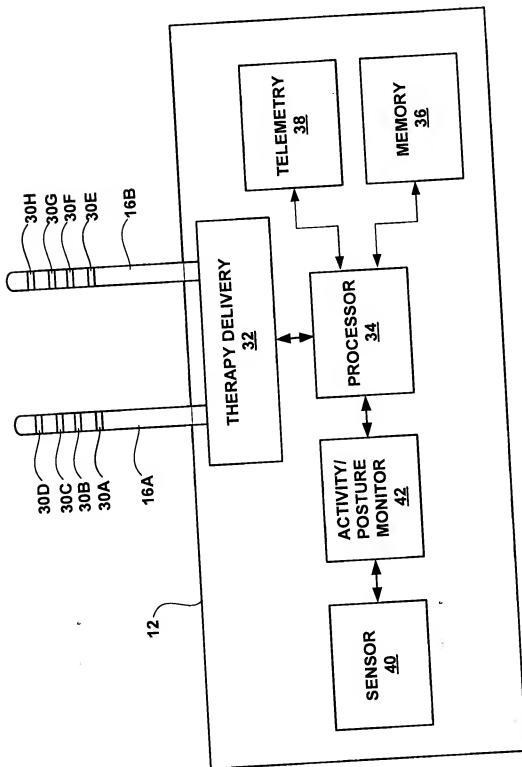 30H
30G
30F
30E
16B
30D
30C
30B
30A
16A
12
THERAPY DELIVERY
32
TELEMETRY
38
PROCESSOR
34
MEMORY
36
ACTIVITY/
POSTURE
MONITOR
42
SENSOR
40